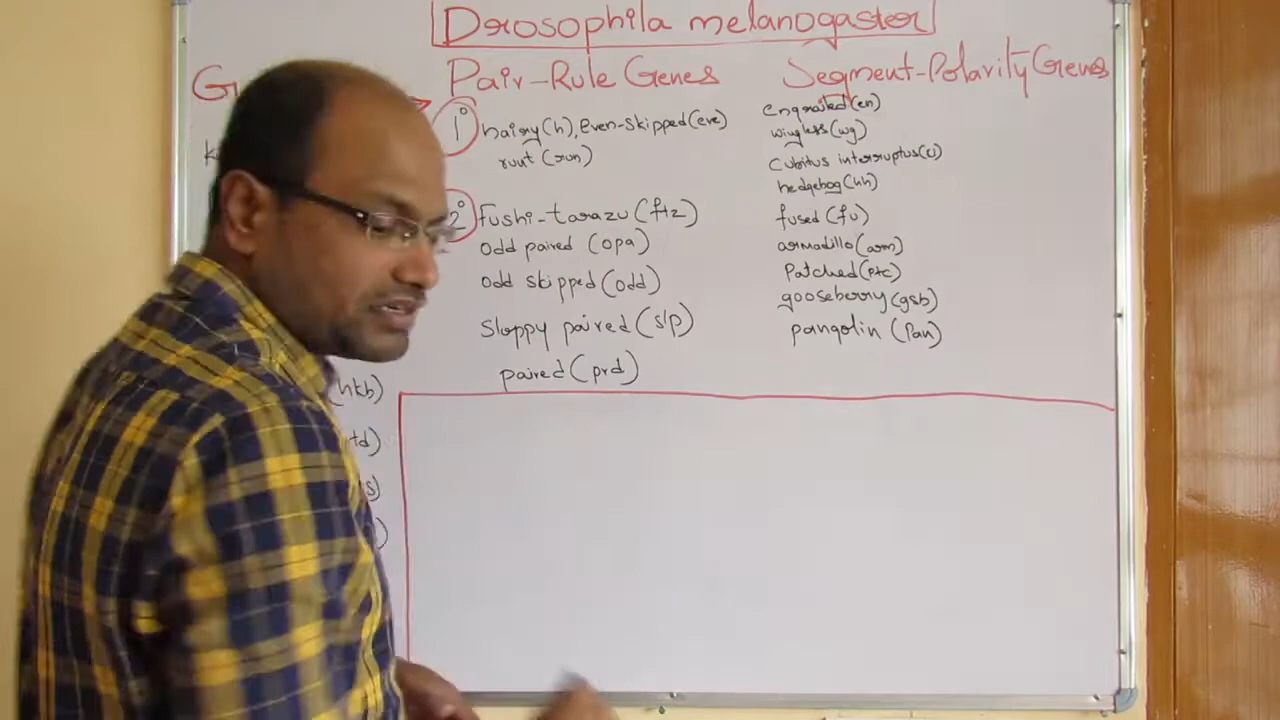 Drosophila melanogaster
G
Pair-Rule Genes
1° hairy(h), Even-skipped(eve)
runt (run)
2° fushi-tarazu (ftz)
odd paired (opa)
odd skipped (odd)
sloppy paired (slp)
paired (prd)
Segment-Polarity Genes
engrailed(en)
wingless(wg)
Cubitus interruptus(ci)
hedgehog(hh)
fused (fu)
armadillo(arm)
Patched(ptc)
gooseberry(gsb)
pangolin (Pan)
k
(hkb)
td)
s)
)